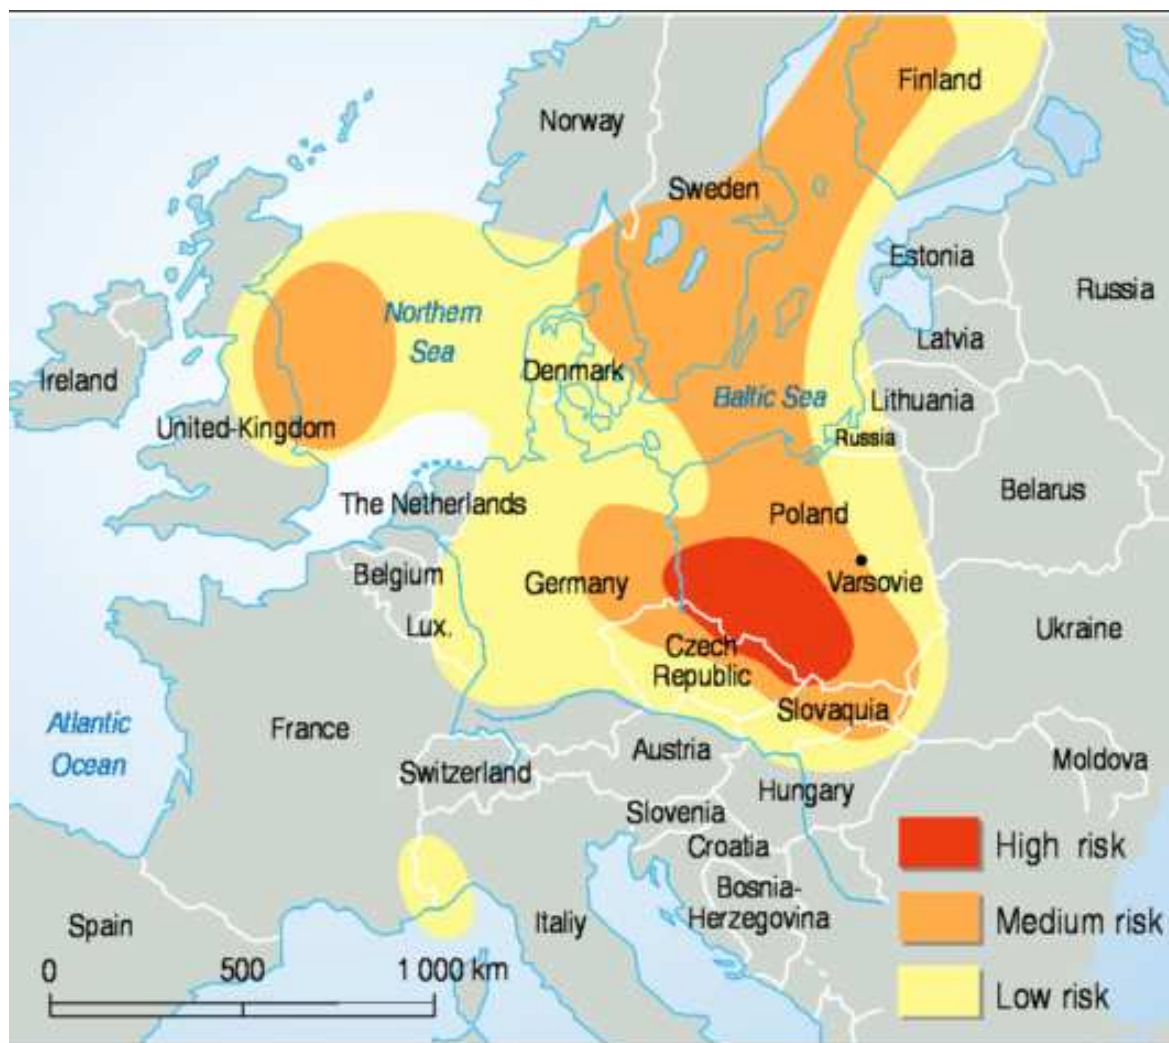 Finland
Norway
Sweden
Estonia
Russia
Northern
Sea
Latvia
Ireland
Denmark
Baltic Sea
Lithuania
United-Kingdom
Russia
Belarus
The Netherlands
Poland
Belgium
Germany
Varsovie
Lux.
Czech
Republic
Ukraine
Slovaquia
Atlantic
Ocean
France
Austria
Moldova
Switzerland
Hungary
Slovenia
Croatia
High risk
Bosnia-
Herzegovina
Spain
Italiy
Medium risk
0 500 1 000 km
Low risk